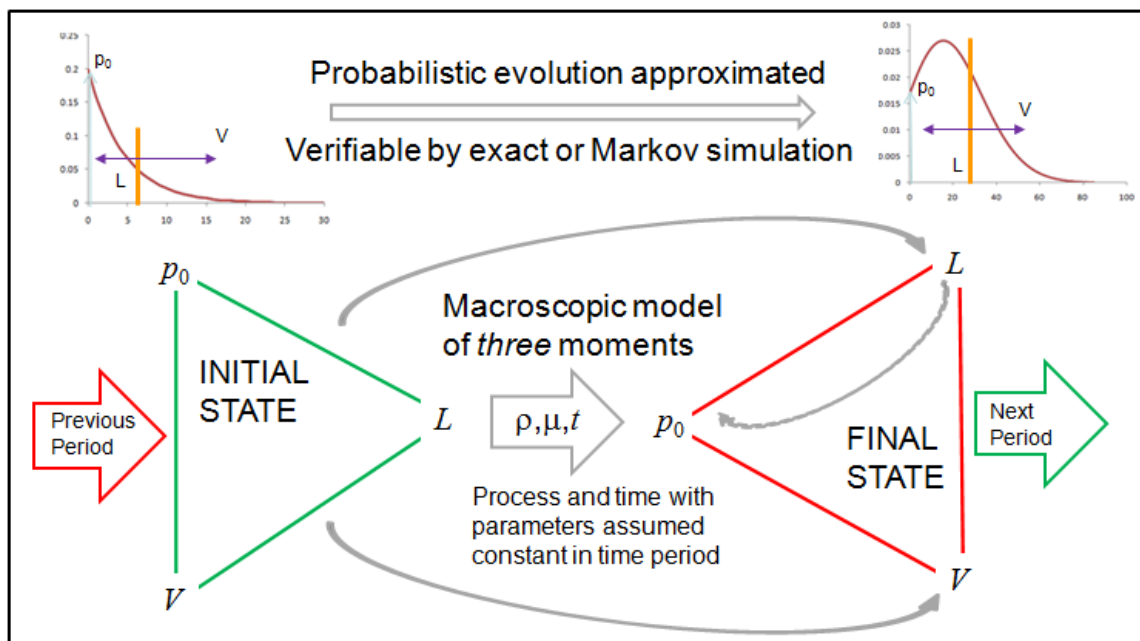 0.25
0.2
0.15
0.1
0.05
0
p₀
V
L
0 5 10 15 20 25 30
Probabilistic evolution approximated
Verifiable by exact or Markov simulation
0.03
0.025
0.02
0.015
0.01
0.005
0
p₀
V
L
0 20 40 60 80 100
p₀
INITIAL
STATE
L
V
Previous
Period
Macroscopic model
of three moments
ρ,μ,t
Process and time with
parameters assumed
constant in time period
L
p₀
FINAL
STATE
V
Next
Period